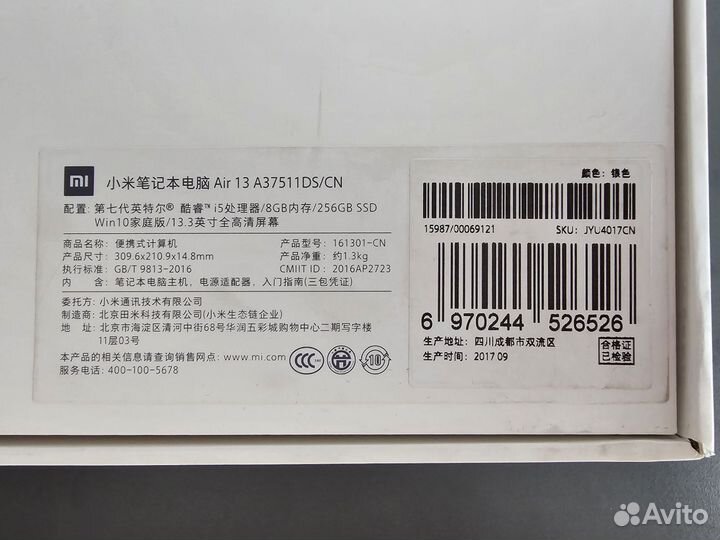 mi
小米笔记本电脑 Air 13 A37511DS/CN
配置: 第七代英特尔® 酷睿™ i5处理器/8GB内存/256GB SSD
Win10家庭版/13.3英寸全高清屏幕
商品名称: 便携式计算机 产品型号: 161301-CN
产品尺寸: 309.6x210.9x14.8mm 产品净重: 约1.3kg
执行标准: GB/T 9813-2016 CMIIT ID: 2016AP2723
内 含: 笔记本电脑主机，电源适配器，入门指南(三包凭证)
委托方: 小米通讯技术有限公司
制造商: 北京田米科技有限公司(小米生态链企业)
地 址: 北京市海淀区清河中街68号华润五彩城购物中心二期写字楼
11层03号
本产品的相关信息请查询销售网点: www.mi.com
服务电话: 400-100-5678
CCC
10
颜色: 银色
15987/00069121 SKU: JYU4017CN
6 970244 526526
生产地址: 四川成都市双流区
生产时间: 2017 09
合格证
已检验
Avito